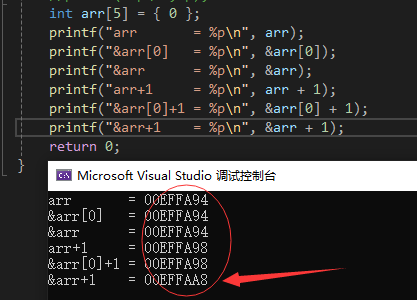 int arr[5] = { 0 };
printf("arr       = %p\n", arr);
printf("&arr[0]   = %p\n", &arr[0]);
printf("&arr      = %p\n", &arr);
printf("arr+1     = %p\n", arr + 1);
printf("&arr[0]+1 = %p\n", &arr[0] + 1);
printf("&arr+1    = %p\n", &arr + 1);
return 0;
}
Microsoft Visual Studio 调试控制台
arr       = 00EFFA94
&arr[0]   = 00EFFA94
&arr      = 00EFFA94
arr+1     = 00EFFA98
&arr[0]+1 = 00EFFA98
&arr+1    = 00EFFAA8